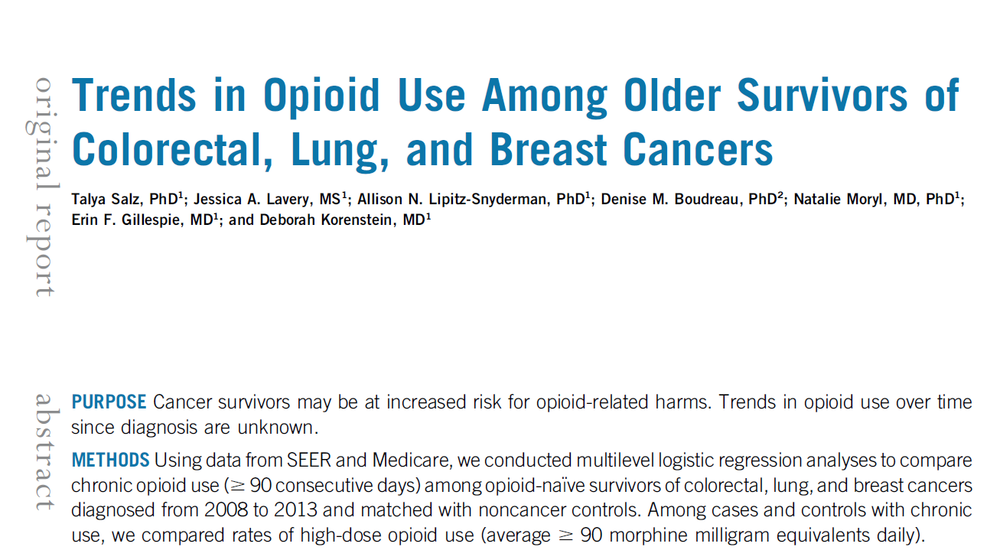 original report
Trends in Opioid Use Among Older Survivors of
Colorectal, Lung, and Breast Cancers
Talya Salz, PhD¹; Jessica A. Lavery, MS¹; Allison N. Lipitz-Snyderman, PhD¹; Denise M. Boudreau, PhD²; Natalie Moryl, MD, PhD¹;
Erin F. Gillespie, MD¹; and Deborah Korenstein, MD¹
abstract
PURPOSE Cancer survivors may be at increased risk for opioid-related harms. Trends in opioid use over time
since diagnosis are unknown.
METHODS Using data from SEER and Medicare, we conducted multilevel logistic regression analyses to compare
chronic opioid use (≥ 90 consecutive days) among opioid-naïve survivors of colorectal, lung, and breast cancers
diagnosed from 2008 to 2013 and matched with noncancer controls. Among cases and controls with chronic
use, we compared rates of high-dose opioid use (average ≥ 90 morphine milligram equivalents daily).